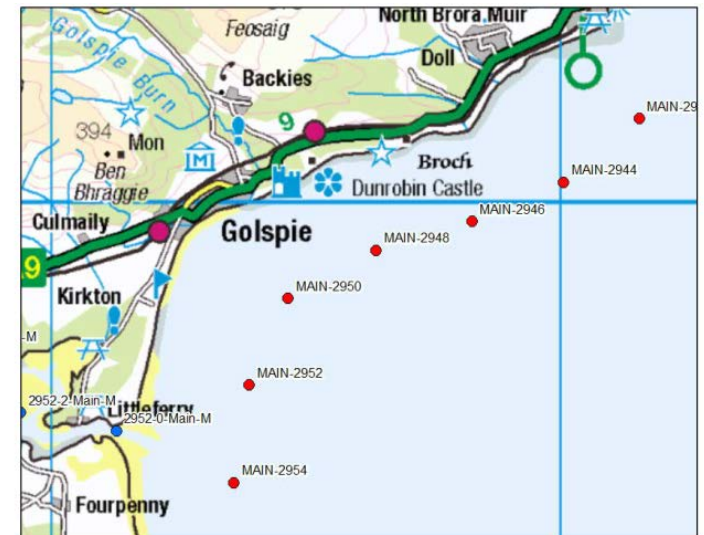 North Brora Muir
Feosaig
Golspie Burn
Doll
Backies
9
MAIN-29
394
Mon
Ben
Bhraggie
M
Broch
MAIN-2944
Dunrobin Castle
Culmaily
MAIN-2946
Golspie
MAIN-2948
9
Kirkton
MAIN-2950
-M
MAIN-2952
2952-2-Main-M
Littleferry
2952-0-Main-M
MAIN-2954
Fourpenny